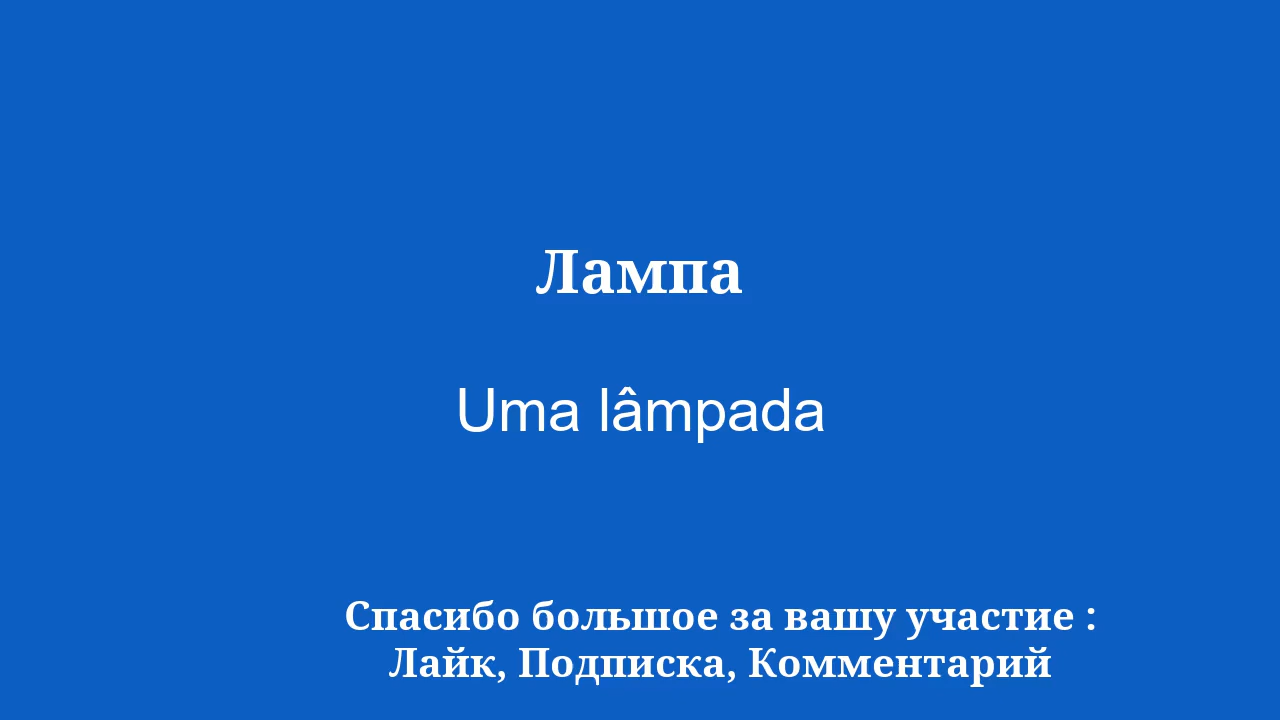 Лампа
Uma lâmpada
Спасибо большое за вашу участие :
Лайк, Подписка, Комментарий